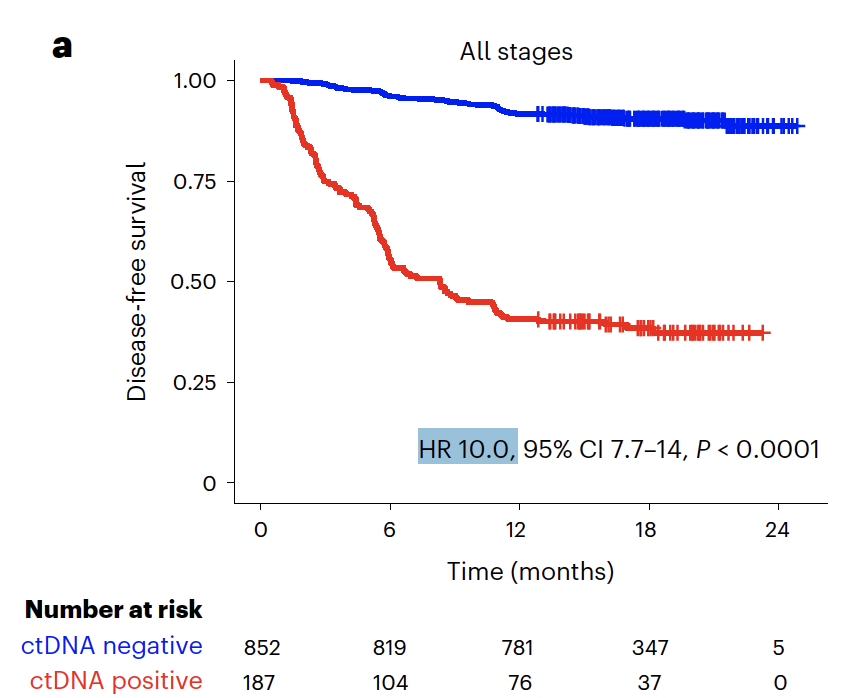 a
All stages
1.00
0.75
0.50
0.25
0
Disease-free survival
HR 10.0, 95% CI 7.7–14, P < 0.0001
0 6 12 18 24
Time (months)
Number at risk
ctDNA negative 852 819 781 347 5
ctDNA positive 187 104 76 37 0